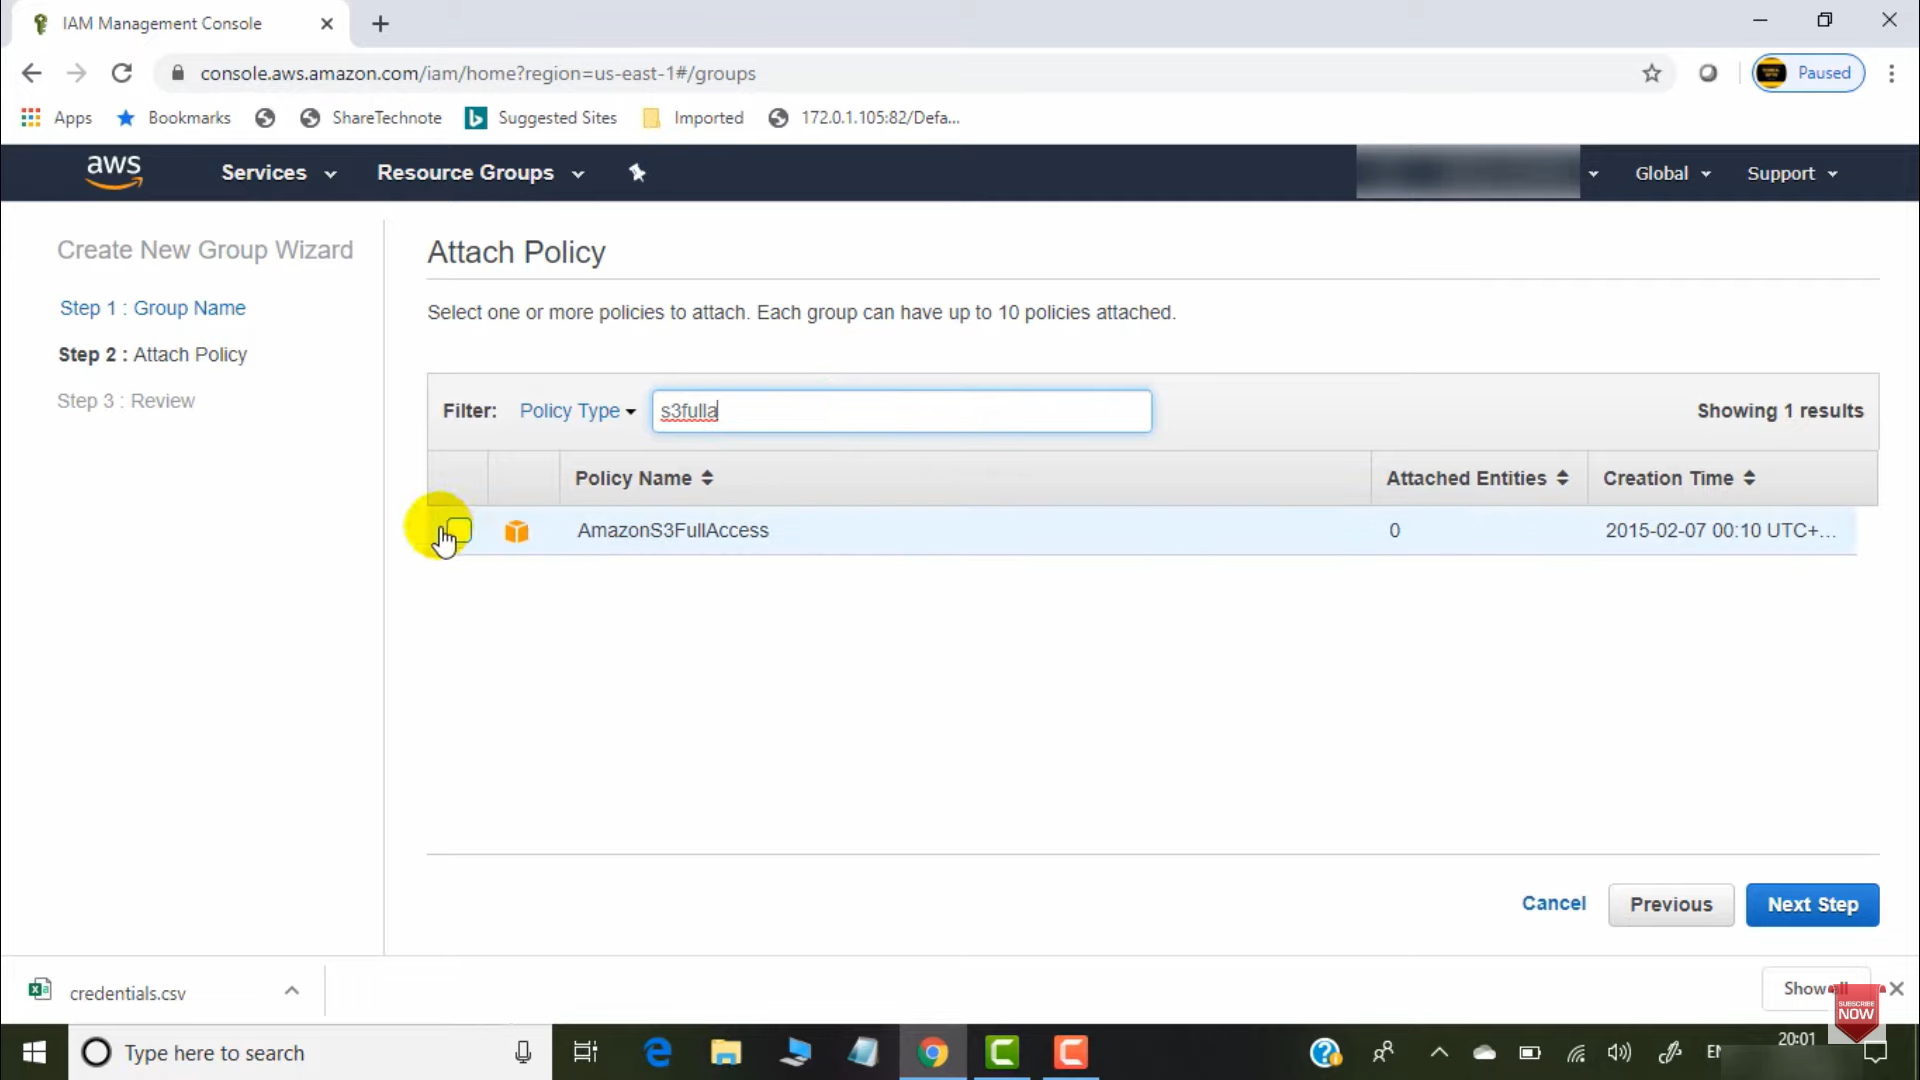 IAM Management Console
console.aws.amazon.com/iam/home?region=us-east-1#/groups
Paused
Apps
Bookmarks
ShareTechnote
Suggested Sites
Imported
172.0.1.105:82/Defa...
aws
Services
Resource Groups
Global
Support
Create New Group Wizard
Step 1 : Group Name
Step 2 : Attach Policy
Step 3 : Review
Attach Policy
Select one or more policies to attach. Each group can have up to 10 policies attached.
Filter: Policy Type s3fulla Showing 1 results
Policy Name Attached Entities Creation Time
AmazonS3FullAccess 0 2015-02-07 00:10 UTC+...
Cancel Previous Next Step
credentials.csv
Show all
SUBSCRIBE
NOW
Type here to search
20:01